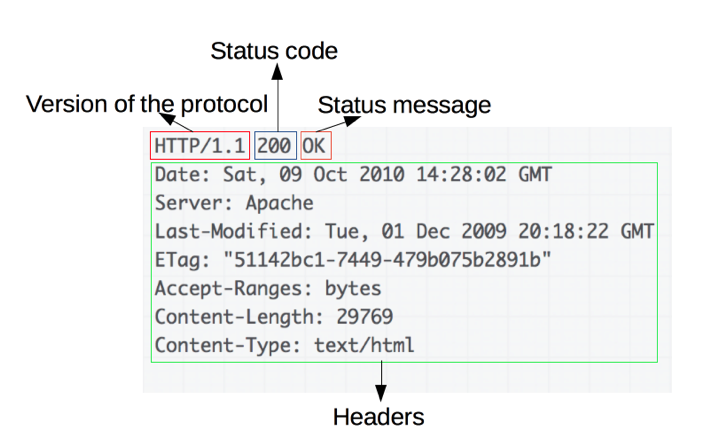 Status code
Version of the protocol
Status message
HTTP/1.1 200 OK
Date: Sat, 09 Oct 2010 14:28:02 GMT
Server: Apache
Last-Modified: Tue, 01 Dec 2009 20:18:22 GMT
ETag: "51142bc1-7449-479b075b2891b"
Accept-Ranges: bytes
Content-Length: 29769
Content-Type: text/html
Headers